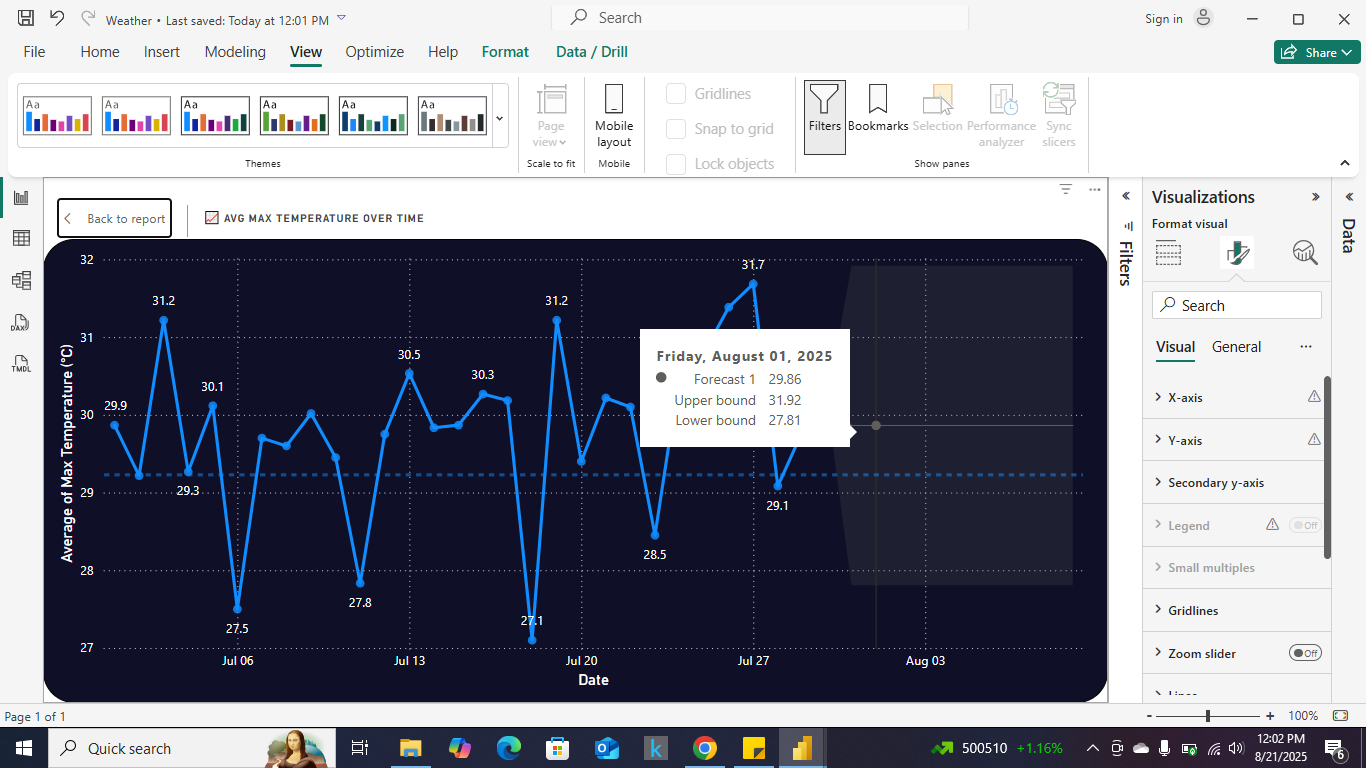 Weather • Last saved: Today at 12:01 PM
Search
Sign in
File Home Insert Modeling View Optimize Help Format Data / Drill
Share
Aa Aa Aa Aa Aa Aa
Themes
Page view
Scale to fit
Mobile layout
Mobile
Gridlines
Snap to grid
Lock objects
Filters
Bookmarks
Selection
Performance analyzer
Sync slicers
Show panes
Back to report
AVG MAX TEMPERATURE OVER TIME
Average of Max Temperature (°C)
32
31
30
29
28
27
29.9
31.2
29.3
30.1
27.5
27.8
30.5
30.3
27.1
31.2
28.5
31.7
29.1
Friday, August 01, 2025
Forecast 1 29.86
Upper bound 31.92
Lower bound 27.81
Jul 06 Jul 13 Jul 20 Jul 27 Aug 03
Date
Filters
Visualizations
Format visual
Search
Visual General
X-axis
Y-axis
Secondary y-axis
Legend Off
Small multiples
Gridlines
Zoom slider Off
Data
DAX
TMDL
Page 1 of 1
- + 100%
Quick search
k
500510 +1.16%
12:02 PM
8/21/2025
6